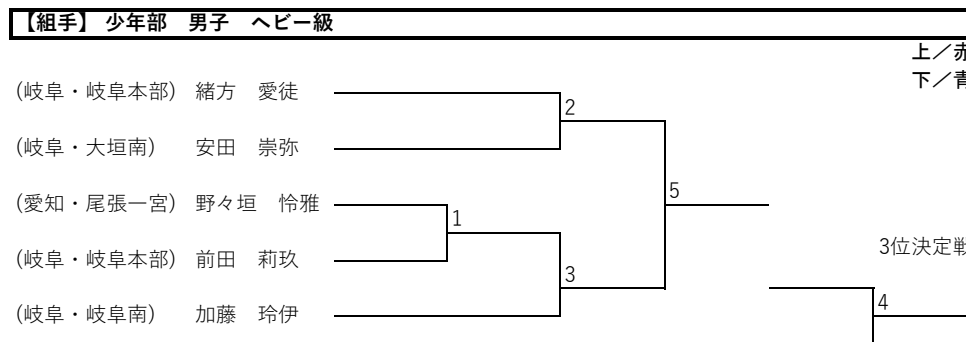 【組手】 少年部　男子　ヘビー級
上／赤
下／青
(岐阜・岐阜本部)　緒方　愛徒
2
(岐阜・大垣南)　安田　崇弥
5
(愛知・尾張一宮)　野々垣　怜雅
1
3位決定戦
(岐阜・岐阜本部)　前田　莉玖
3
4
(岐阜・岐阜南)　加藤　玲伊